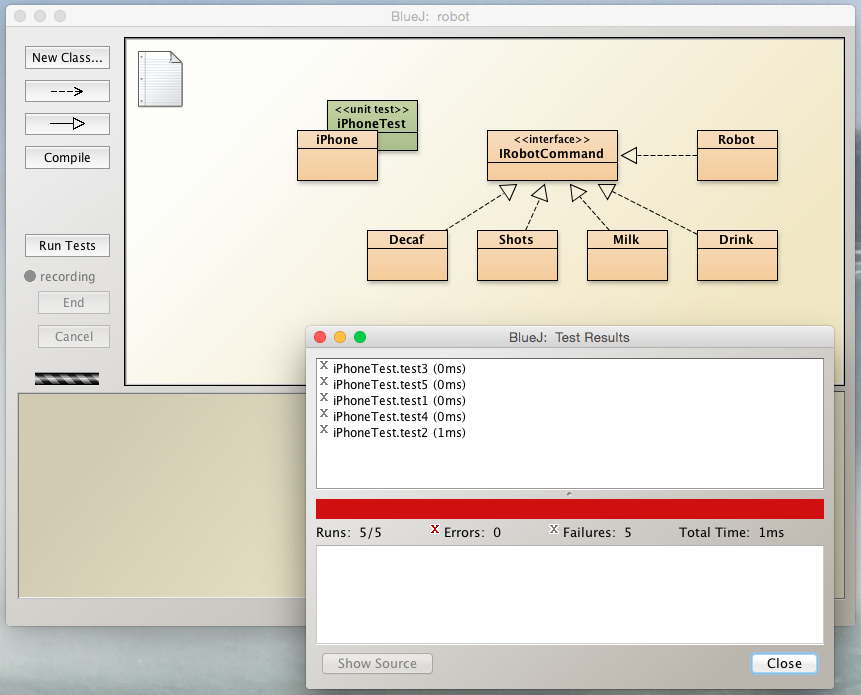 BlueJ: robot
New Class...
Compile
Run Tests
recording
End
Cancel
<<unit test>>
iPhoneTest
iPhone
<<interface>>
IRobotCommand
Robot
Decaf
Shots
Milk
Drink
BlueJ: Test Results
x iPhoneTest.test3 (0ms)
x iPhoneTest.test5 (0ms)
x iPhoneTest.test1 (0ms)
x iPhoneTest.test4 (0ms)
x iPhoneTest.test2 (1ms)
Runs: 5/5 x Errors: 0 x Failures: 5 Total Time: 1ms
Show Source
Close